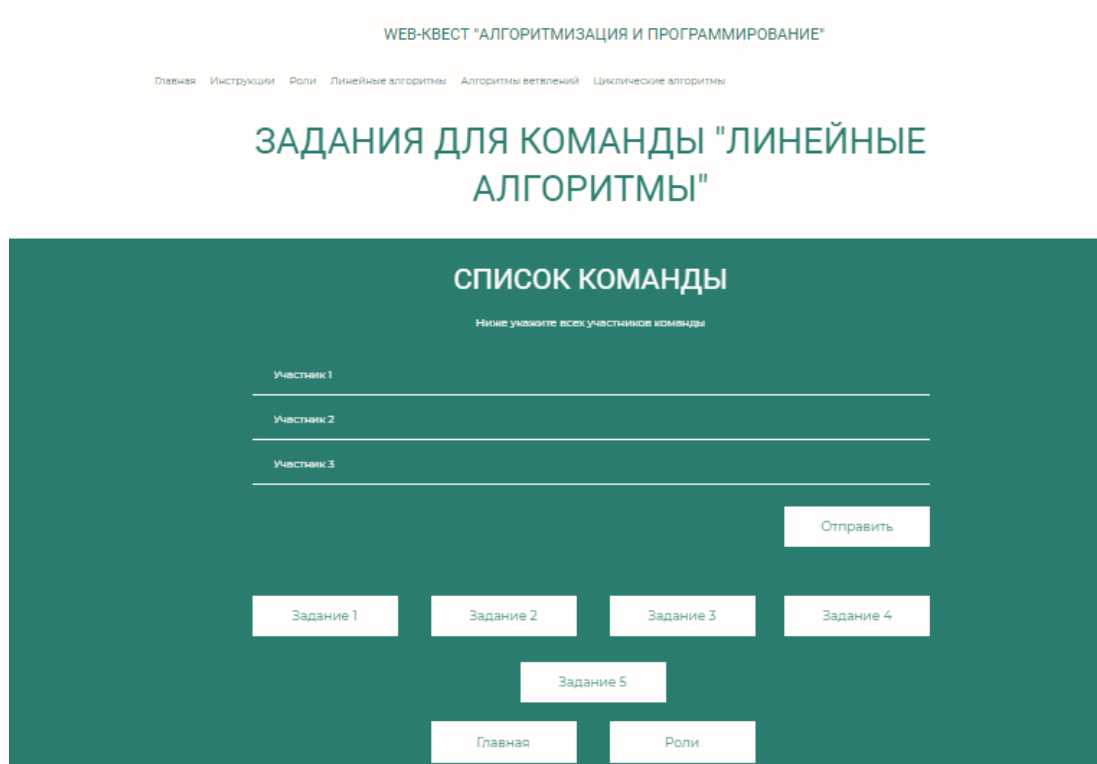 WEB-КВЕСТ "АЛГОРИТМИЗАЦИЯ И ПРОГРАММИРОВАНИЕ"
Главная Инструкции Роли Линейные алгоритмы Алгоритмы ветвлений Циклические алгоритмы
ЗАДАНИЯ ДЛЯ КОМАНДЫ "ЛИНЕЙНЫЕ
АЛГОРИТМЫ"
СПИСОК КОМАНДЫ
Ниже укажите всех участников команды
Участник 1
Участник 2
Участник 3
Отправить
Задание 1 Задание 2 Задание 3 Задание 4
Задание 5
Главная Роли